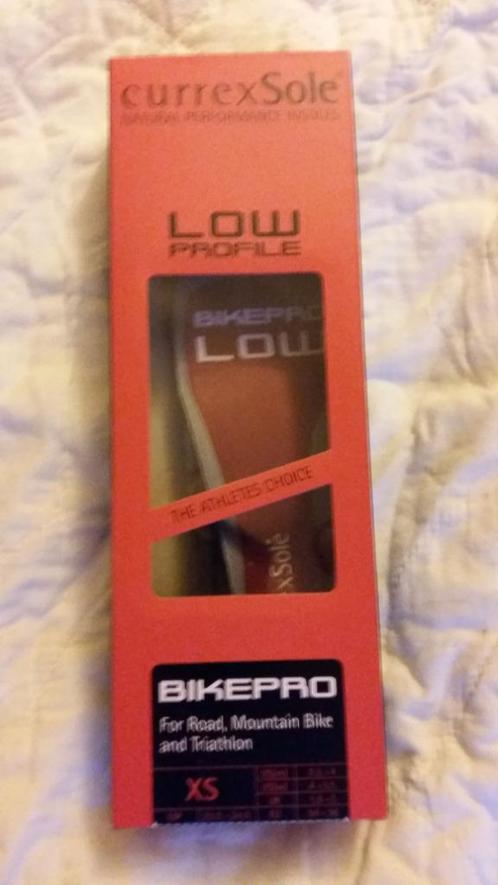 currexSole®
NATURAL PERFORMANCE INSOLES
LOW
PROFILE
BIKEPRO
LOW
THE ATHLETES CHOICE
xSole
BIKEPRO
For Road, Mountain Bike
and Triathlon
XS